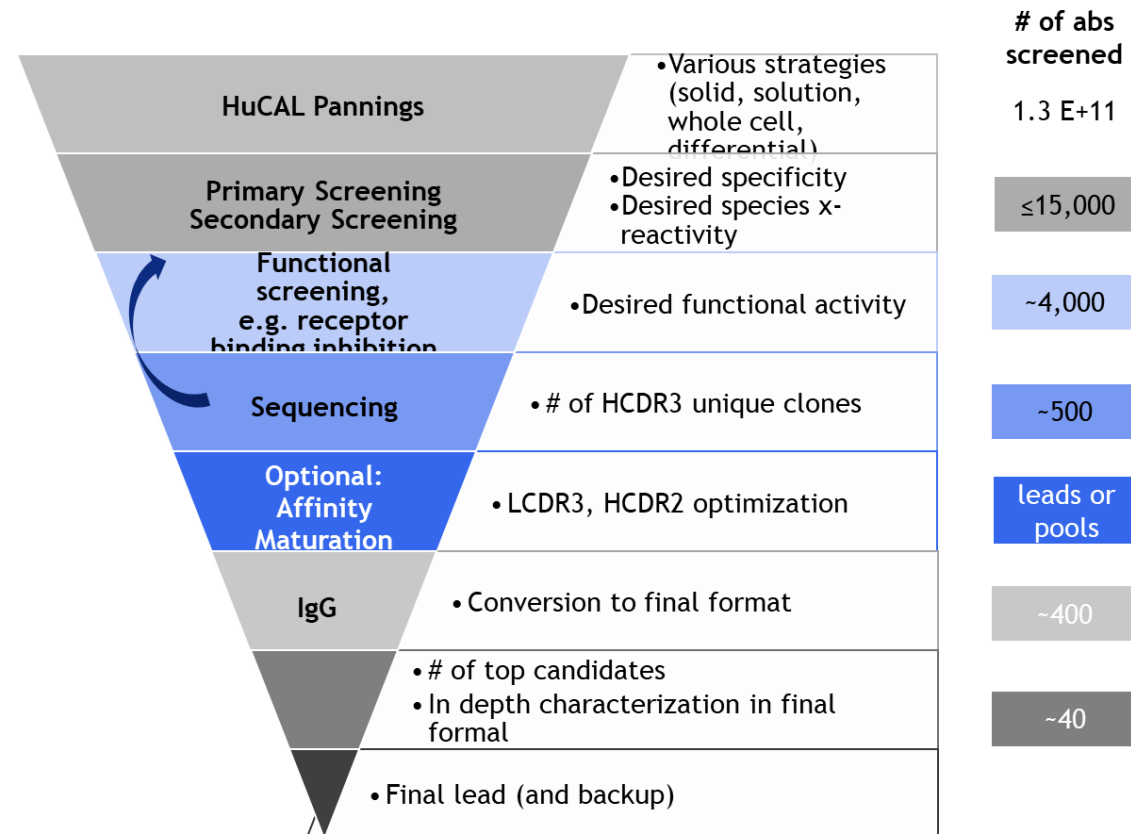 # of abs
screened
HuCAL Pannings
•Various strategies
(solid, solution,
whole cell,
differential)
1.3 E+11
Primary Screening
Secondary Screening
•Desired specificity
•Desired species x-
reactivity
≤15,000
Functional
screening,
e.g. receptor
binding inhibition
•Desired functional activity
~4,000
Sequencing
• # of HCDR3 unique clones
~500
Optional:
Affinity
Maturation
• LCDR3, HCDR2 optimization
leads or
pools
IgG
• Conversion to final format
~400
• # of top candidates
• In depth characterization in final
formal
~40
• Final lead (and backup)